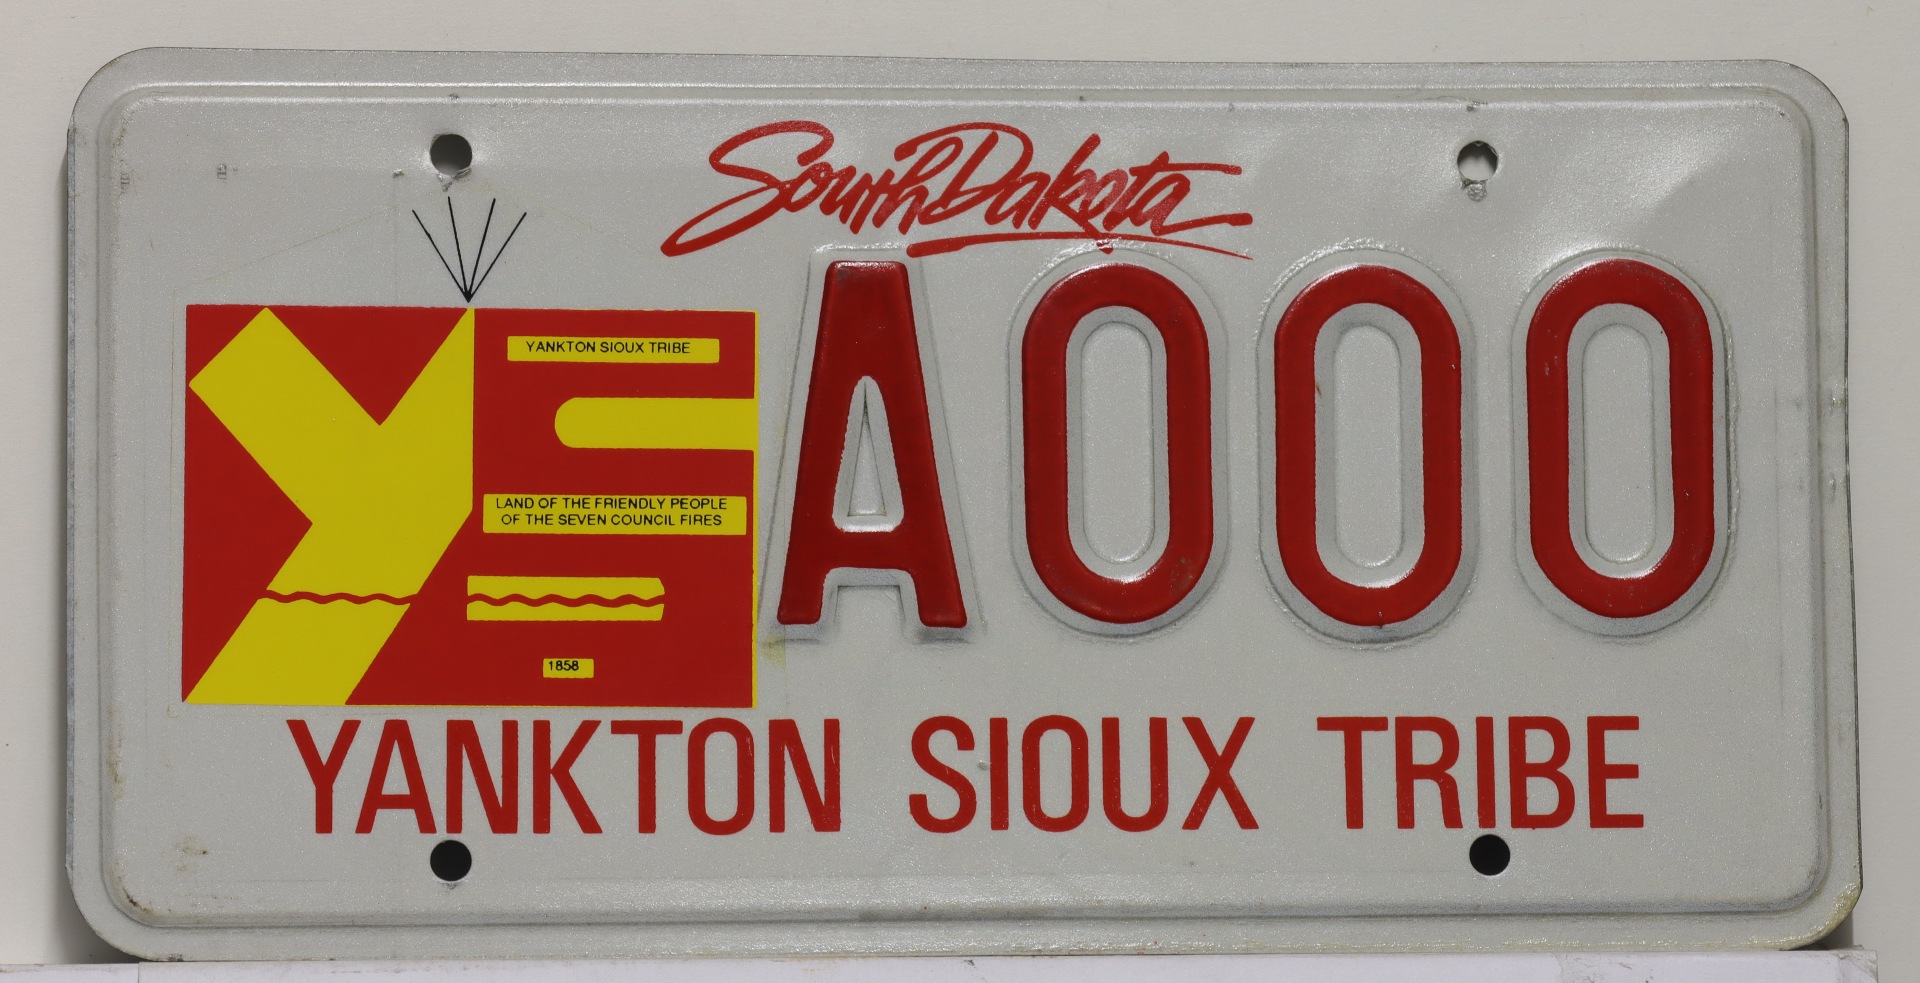 South Dakota
A000
YANKTON SIOUX TRIBE
LAND OF THE FRIENDLY PEOPLE
OF THE SEVEN COUNCIL FIRES
1858
YANKTON SIOUX TRIBE